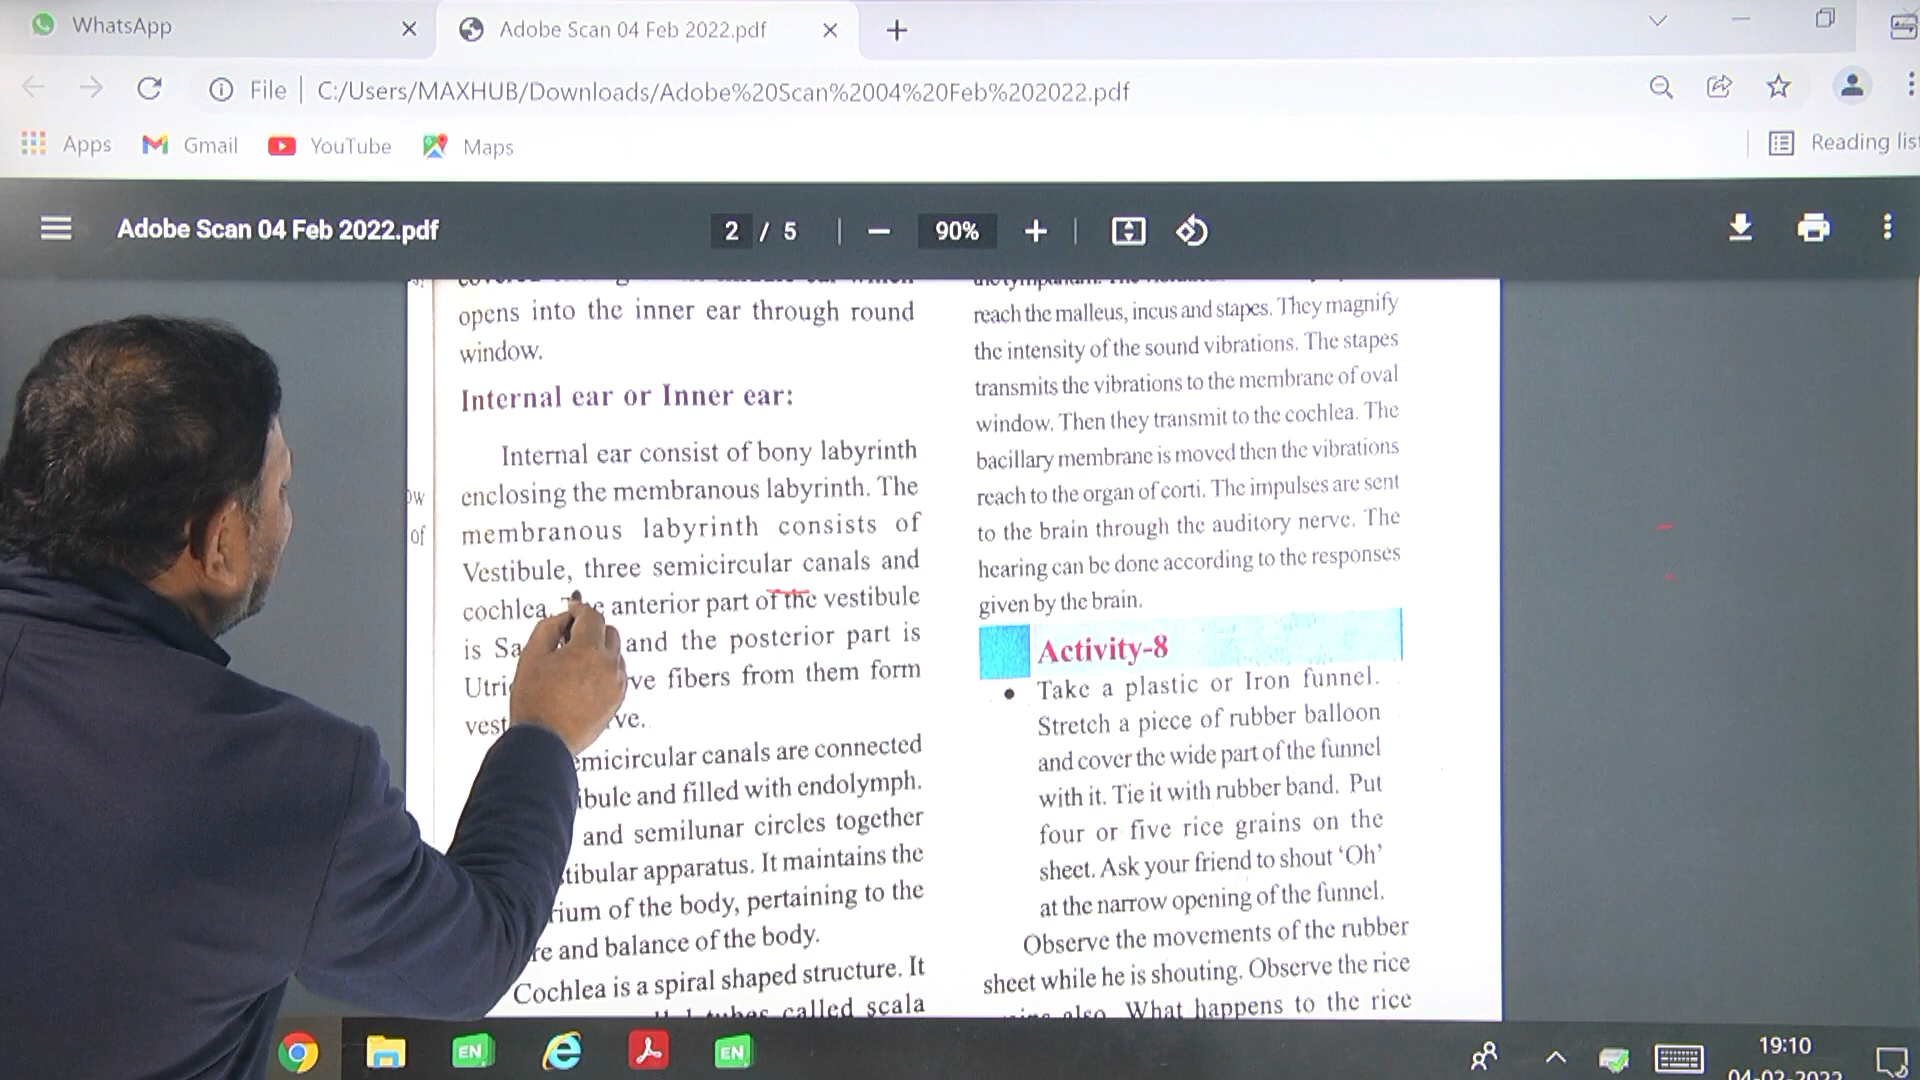 WhatsApp
Adobe Scan 04 Feb 2022.pdf
File
C:/Users/MAXHUB/Downloads/Adobe%20Scan%2004%20Feb%202022.pdf
Apps
Gmail
YouTube
Maps
Reading list
Adobe Scan 04 Feb 2022.pdf
2 / 5
90%
opens into the inner ear through round
window.
Internal ear or Inner ear:
Internal ear consist of bony labyrinth
enclosing the membranous labyrinth. The
membranous labyrinth consists of
Vestibule, three semicircular canals and
cochlea. anterior part of the vestibule
is and the posterior part is
fibers from them form
canals are connected
and filled with endolymph.
and semilunar circles together
apparatus. It maintains the
of the body, pertaining to the
and balance of the body.
Cochlea is a spiral shaped structure. It
called scala
ow
of
reach the malleus, incus and stapes. They magnify
the intensity of the sound vibrations. The stapes
transmits the vibrations to the membrane of oval
window. Then they transmit to the cochlea. The
bacillary membrane is moved then the vibrations
reach to the organ of corti. The impulses are sent
to the brain through the auditory nerve. The
hearing can be done according to the responses
given by the brain.
Activity-8
• Take a plastic or Iron funnel.
Stretch a piece of rubber balloon
and cover the wide part of the funnel
with it. Tie it with rubber band. Put
four or five rice grains on the
sheet. Ask your friend to shout ‘Oh’
at the narrow opening of the funnel.
Observe the movements of the rubber
sheet while he is shouting. Observe the rice
also. What happens to the rice
EN
EN
19:10
04-02-2022